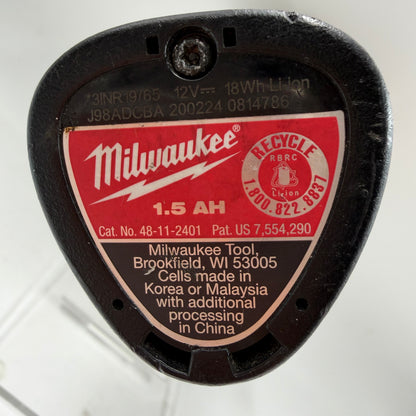 3INR19/65 12V⎓ 18Wh Li-ion
J98ADCBA 200224 0814786
Milwaukee®
RECYCLE
RBRC
Li-ion
1.800.822.8837
1.5 AH
Cat. No. 48-11-2401 Pat. US 7,554,290
Milwaukee Tool,
Brookfield, WI 53005
Cells made in
Korea or Malaysia
with additional
processing
in China